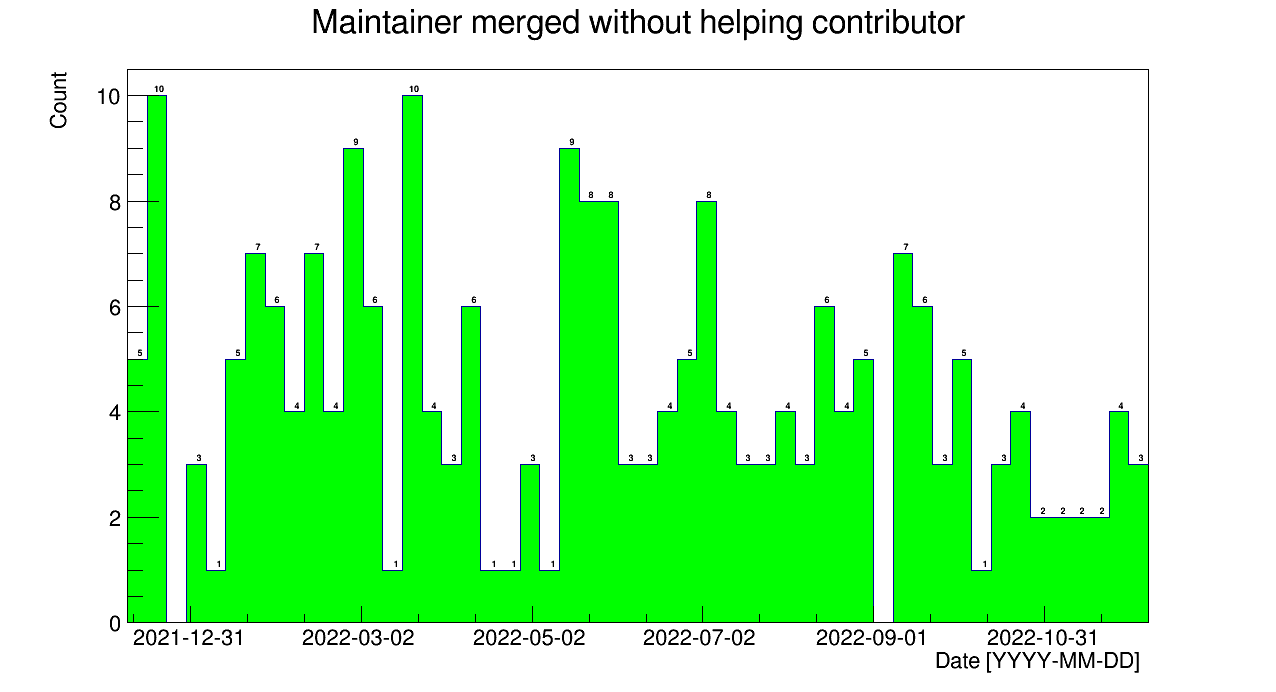 Maintainer merged without helping contributor
Count
10
8
6
4
2
0
5 10 3 1 5 7 6 4 7 4 9 6 1 10 4 3 6 1 1 3 1 9 8 8 3 3 4 5 8 4 3 3 4 3 6 4 5 7 6 3 5 1 3 4 2 2 2 2 4 3
2021-12-31 2022-03-02 2022-05-02 2022-07-02 2022-09-01 2022-10-31
Date [YYYY-MM-DD]